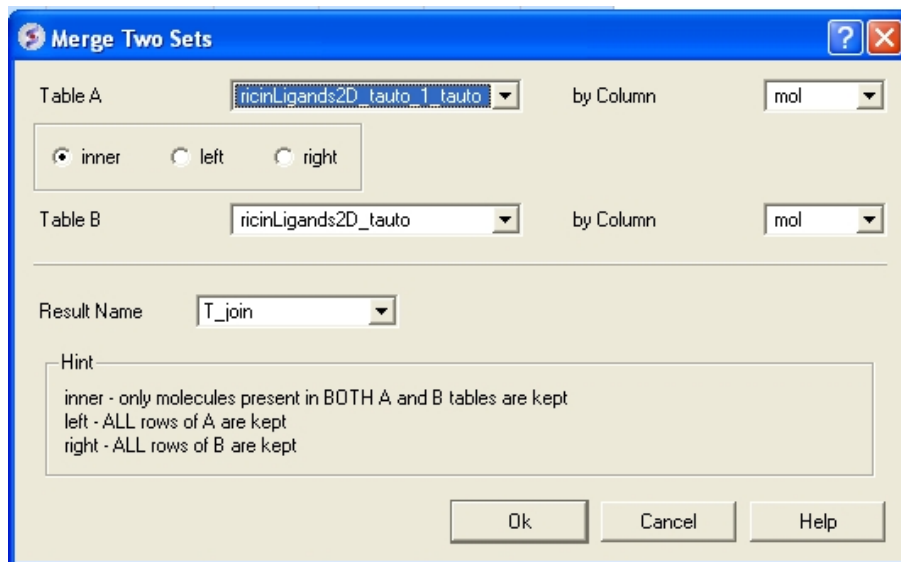 Merge Two Sets
Table A ricinLigands2D_tauto_1_tauto by Column mol
inner left right
Table B ricinLigands2D_tauto by Column mol
Result Name T_join
Hint
inner - only molecules present in BOTH A and B tables are kept
left - ALL rows of A are kept
right - ALL rows of B are kept
Ok Cancel Help